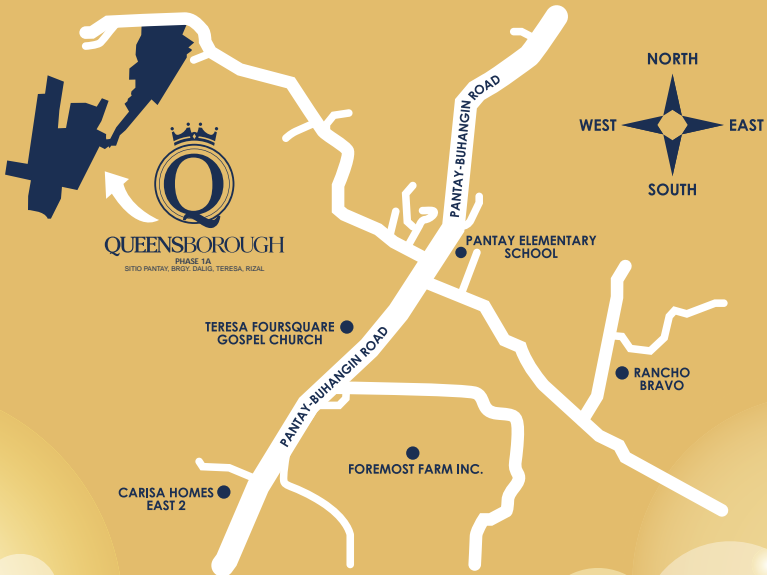 NORTH
WEST
EAST
SOUTH
PANTAY-BUHANGIN ROAD
Q
QUEENSBOROUGH
PHASE 1A
SITIO PANTAY, BRGY. DALIG, TERESA, RIZAL
PANTAY ELEMENTARY
SCHOOL
TERESA FOURSQUARE
GOSPEL CHURCH
PANTAY-BUHANGIN ROAD
RANCHO
BRAVO
FOREMOST FARM INC.
CARISA HOMES
EAST 2